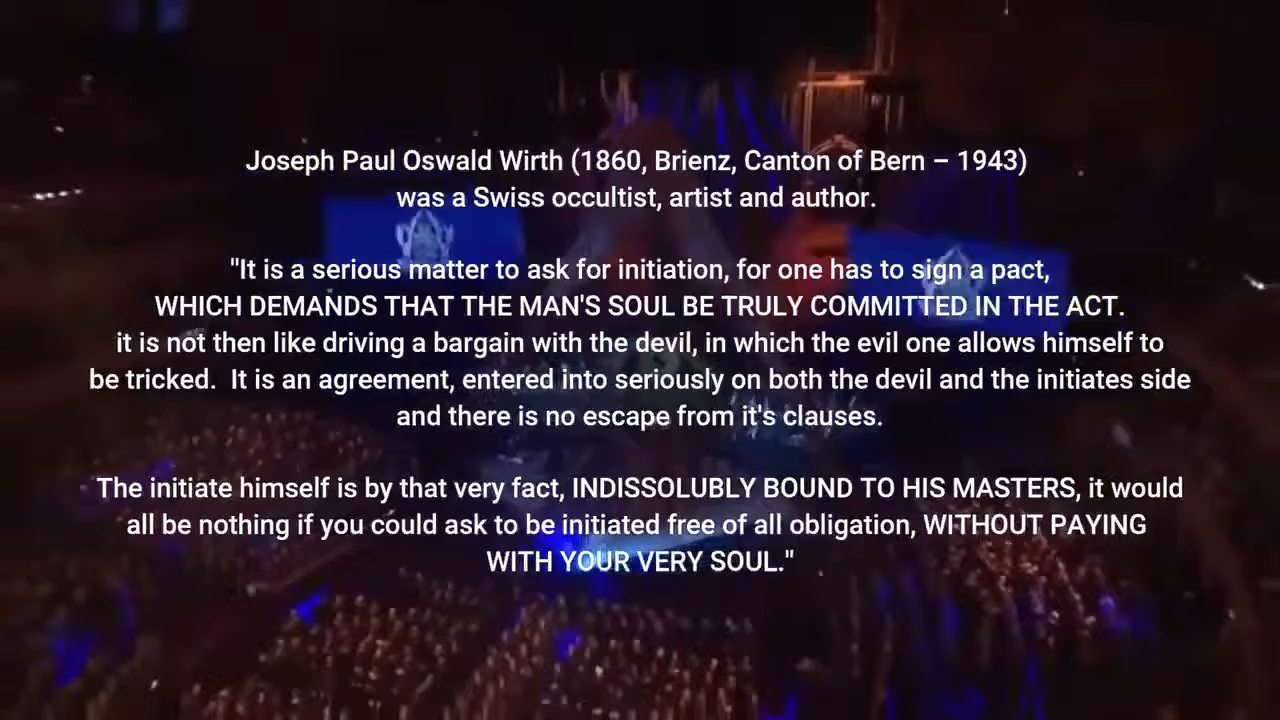 Joseph Paul Oswald Wirth (1860, Brienz, Canton of Bern – 1943)
was a Swiss occultist, artist and author.
"It is a serious matter to ask for initiation, for one has to sign a pact,
WHICH DEMANDS THAT THE MAN'S SOUL BE TRULY COMMITTED IN THE ACT.
it is not then like driving a bargain with the devil, in which the evil one allows himself to
be tricked.  It is an agreement, entered into seriously on both the devil and the initiates side
and there is no escape from it's clauses.
The initiate himself is by that very fact, INDISSOLUBLY BOUND TO HIS MASTERS, it would
all be nothing if you could ask to be initiated free of all obligation, WITHOUT PAYING
WITH YOUR VERY SOUL."